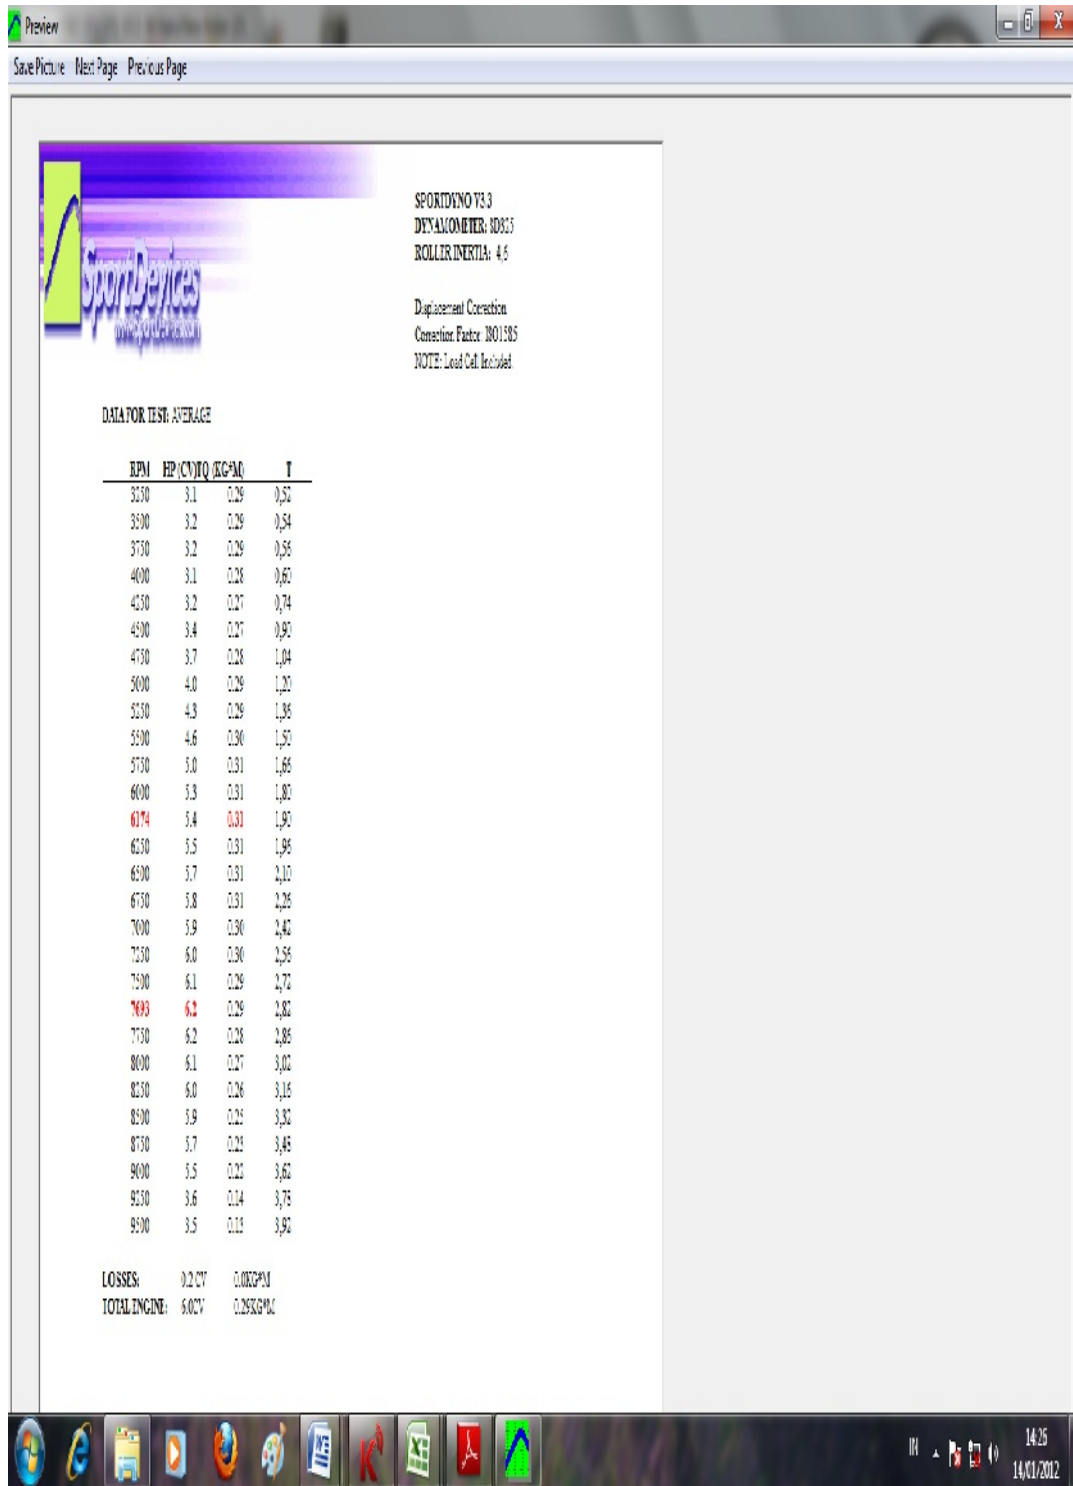 Preview
Save Picture Next Page Previous Page
SportDevices
SPORTDYNO V3.3
DYNAMOMETER: SD325
ROLLER INERTIA: 4,6
Displacement Correction
Correction Factor: ISO1585
NOTE: Load Cell Included.
DATA FOR TEST: AVERAGE
RPM HP (CV) TQ (KG*M) T
3250 3.1 0.29 0,52
3500 3.2 0.29 0,54
3750 3.2 0.29 0,56
4000 3.1 0.28 0,60
4250 3.2 0.27 0,74
4500 3.4 0.27 0,90
4750 3.7 0.28 1,04
5000 4.0 0.29 1,20
5250 4.3 0.29 1,36
5500 4.6 0.30 1,50
5750 5.0 0.31 1,66
6000 5.3 0.31 1,80
6174 5.4 0.31 1,90
6250 5.5 0.31 1,96
6500 5.7 0.31 2,10
6750 5.8 0.31 2,26
7000 5.9 0.30 2,42
7250 6.0 0.30 2,56
7500 6.1 0.29 2,72
7693 6.2 0.29 2,82
7750 6.2 0.28 2,86
8000 6.1 0.27 3,02
8250 6.0 0.26 3,16
8500 5.9 0.25 3,32
8750 5.7 0.23 3,48
9000 5.5 0.22 3,62
9250 3.6 0.14 3,78
9500 3.5 0.13 3,92
LOSSES: 0.2 CV 0.0KG*M
TOTAL ENGINE: 6.0CV 0.29KG*M
IN
14:25
14/01/2012